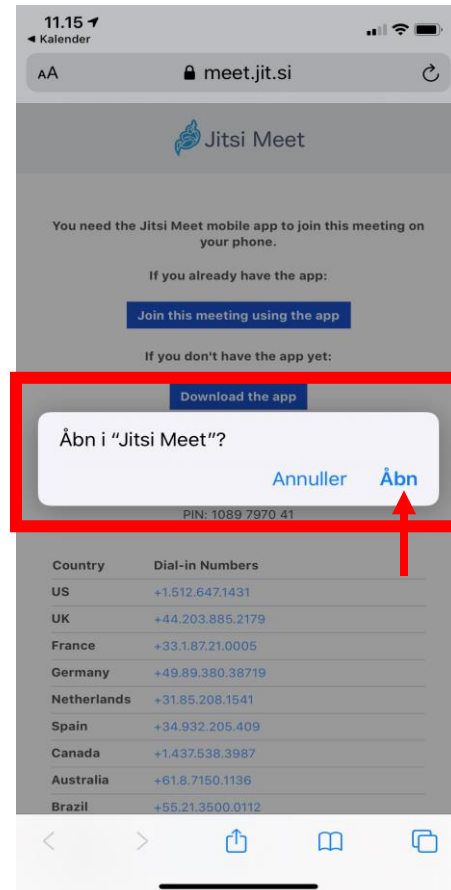 11.15
◀ Kalender
AA meet.jit.si
Jitsi Meet
You need the Jitsi Meet mobile app to join this meeting on
your phone.
If you already have the app:
Join this meeting using the app
If you don't have the app yet:
Download the app
Åbn i “Jitsi Meet”?
Annuller Åbn
PIN: 1089 7970 41
Country Dial-in Numbers
US +1.512.647.1431
UK +44.203.885.2179
France +33.1.87.21.0005
Germany +49.89.380.38719
Netherlands +31.85.208.1541
Spain +34.932.205.409
Canada +1.437.538.3987
Australia +61.8.7150.1136
Brazil +55.21.3500.0112